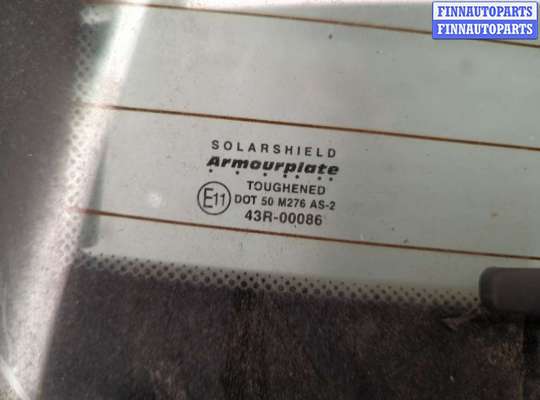 FINNAUTOPARTS
FINNAUTOPARTS
SOLARSHIELD
Armourplate
TOUGHENED
E11 DOT 50 M276 AS-2
43R-00086